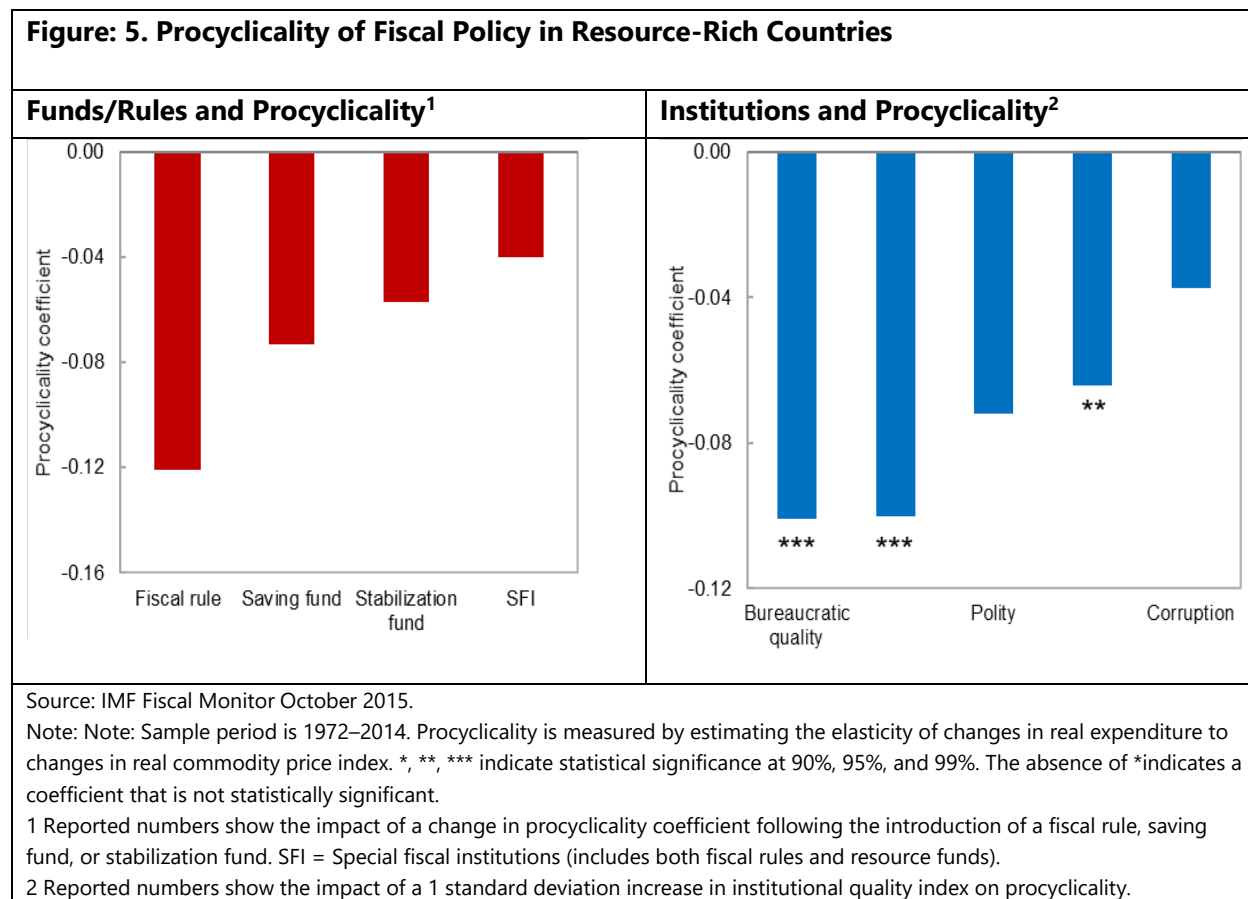 Figure: 5. Procyclicality of Fiscal Policy in Resource-Rich Countries
Funds/Rules and Procyclicality1
Procyclicality coefficient
0.00
-0.04
-0.08
-0.12
-0.16
Fiscal rule
Saving fund
Stabilization
fund
SFI
Institutions and Procyclicality2
Procyclicality coefficient
0.00
-0.04
-0.08
-0.12
***
***
**
Bureaucratic
quality
Polity
Corruption
Source: IMF Fiscal Monitor October 2015.
Note: Note: Sample period is 1972–2014. Procyclicality is measured by estimating the elasticity of changes in real expenditure to
changes in real commodity price index. *, **, *** indicate statistical significance at 90%, 95%, and 99%. The absence of *indicates a
coefficient that is not statistically significant.
1 Reported numbers show the impact of a change in procyclicality coefficient following the introduction of a fiscal rule, saving
fund, or stabilization fund. SFI = Special fiscal institutions (includes both fiscal rules and resource funds).
2 Reported numbers show the impact of a 1 standard deviation increase in institutional quality index on procyclicality.